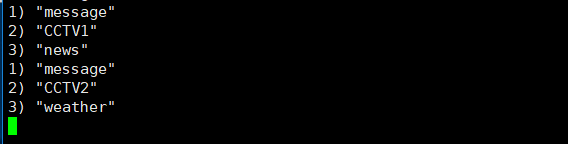 1) "message"
2) "CCTV1"
3) "news"
1) "message"
2) "CCTV2"
3) "weather"